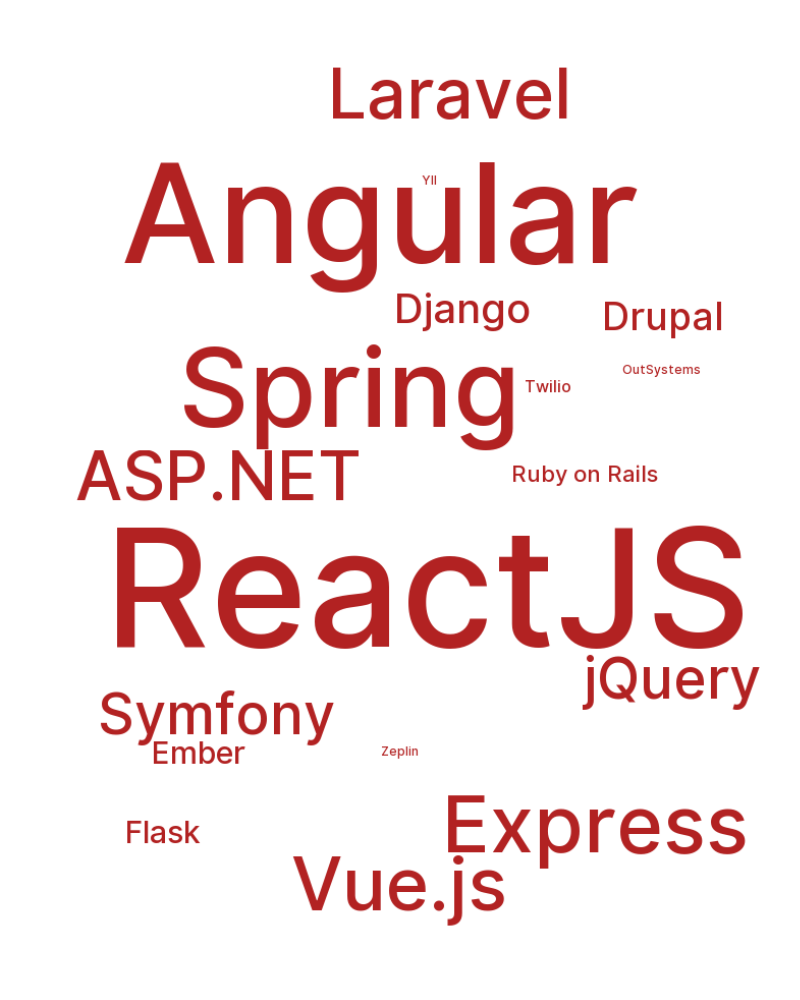 Laravel
Angular
YII
Django
Drupal
Spring
OutSystems
Twilio
ASP.NET
Ruby on Rails
ReactJS
jQuery
Symfony
Ember
Zeplin
Express
Flask
Vue.js